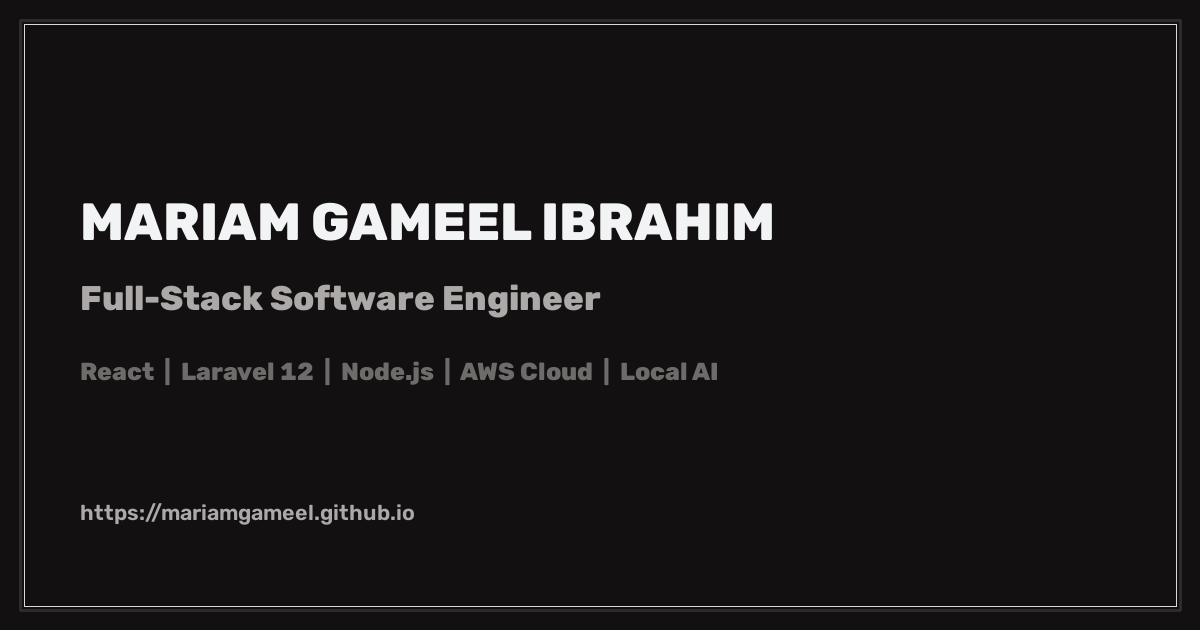 MARIAM GAMEEL IBRAHIM
Full-Stack Software Engineer
React | Laravel 12 | Node.js | AWS Cloud | Local AI
https://mariamgameel.github.io